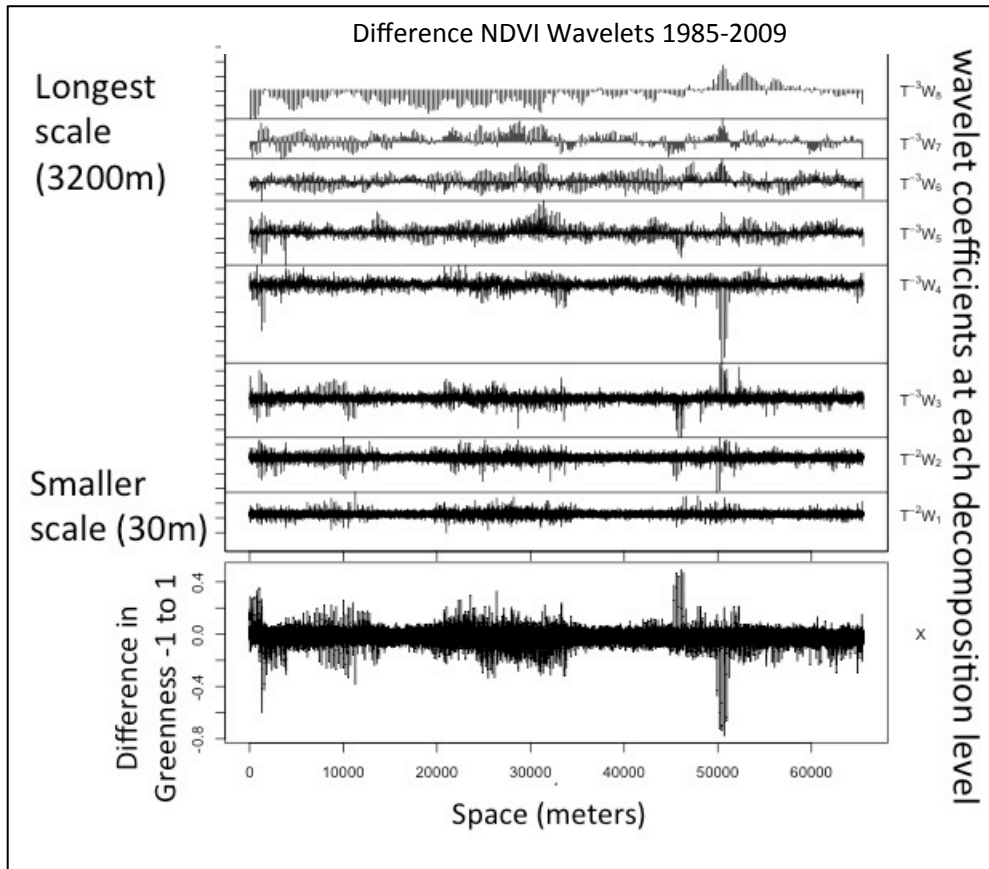 Difference NDVI Wavelets 1985-2009
Longest
scale
(3200m)
Smaller
scale (30m)
T⁻³W₈
T⁻³W₇
T⁻³W₆
T⁻³W₅
T⁻³W₄
T⁻³W₃
T⁻²W₂
T⁻²W₁
X
wavelet coefficients at each decomposition level
Difference in
Greenness -1 to 1
0.4
0.0
-0.4
-0.8
0 10000 20000 30000 40000 50000 60000
Space (meters)